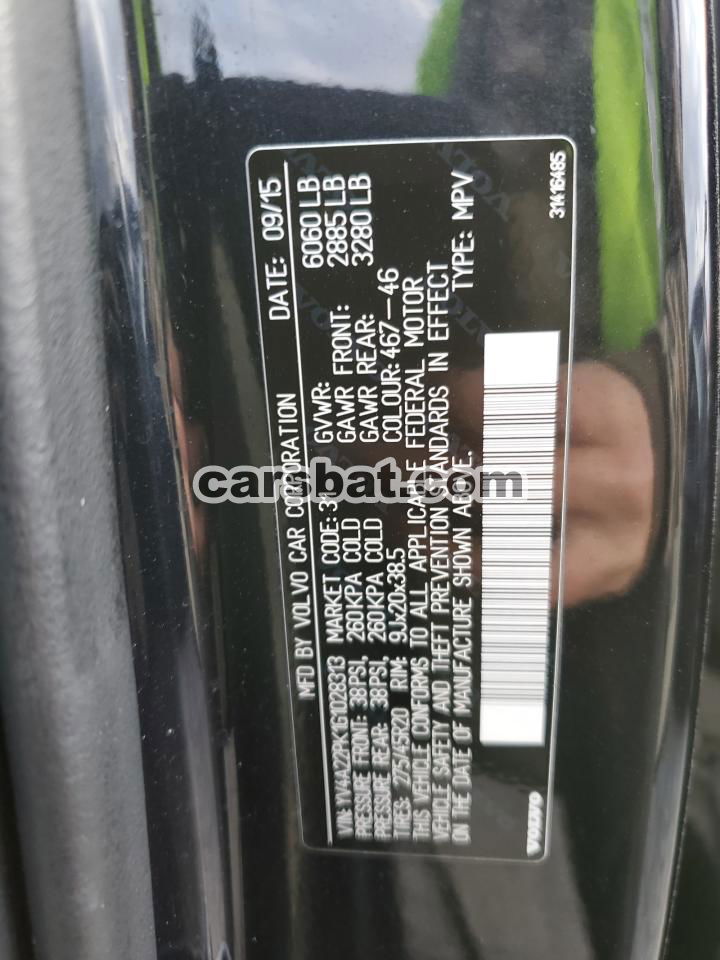 MFD BY VOLVO CAR CORPORATION DATE: 09/15
VIN: YV4A22PK1G1028313 MARKET CODE: 31 GVWR: 6060 LB
PRESSURE FRONT: 38PSI, 260KPA COLD GAWR FRONT: 2885 LB
PRESSURE REAR: 38PSI, 260KPA COLD GAWR REAR: 3280 LB
TIRES: 275/45R20 RIM: 9Jx20x38.5 COLOUR: 467-46
THIS VEHICLE CONFORMS TO ALL APPLICABLE FEDERAL MOTOR
VEHICLE SAFETY AND THEFT PREVENTION STANDARDS IN EFFECT
ON THE DATE OF MANUFACTURE SHOWN ABOVE. TYPE: MPV
VOLVO 31416485
carsbat.com